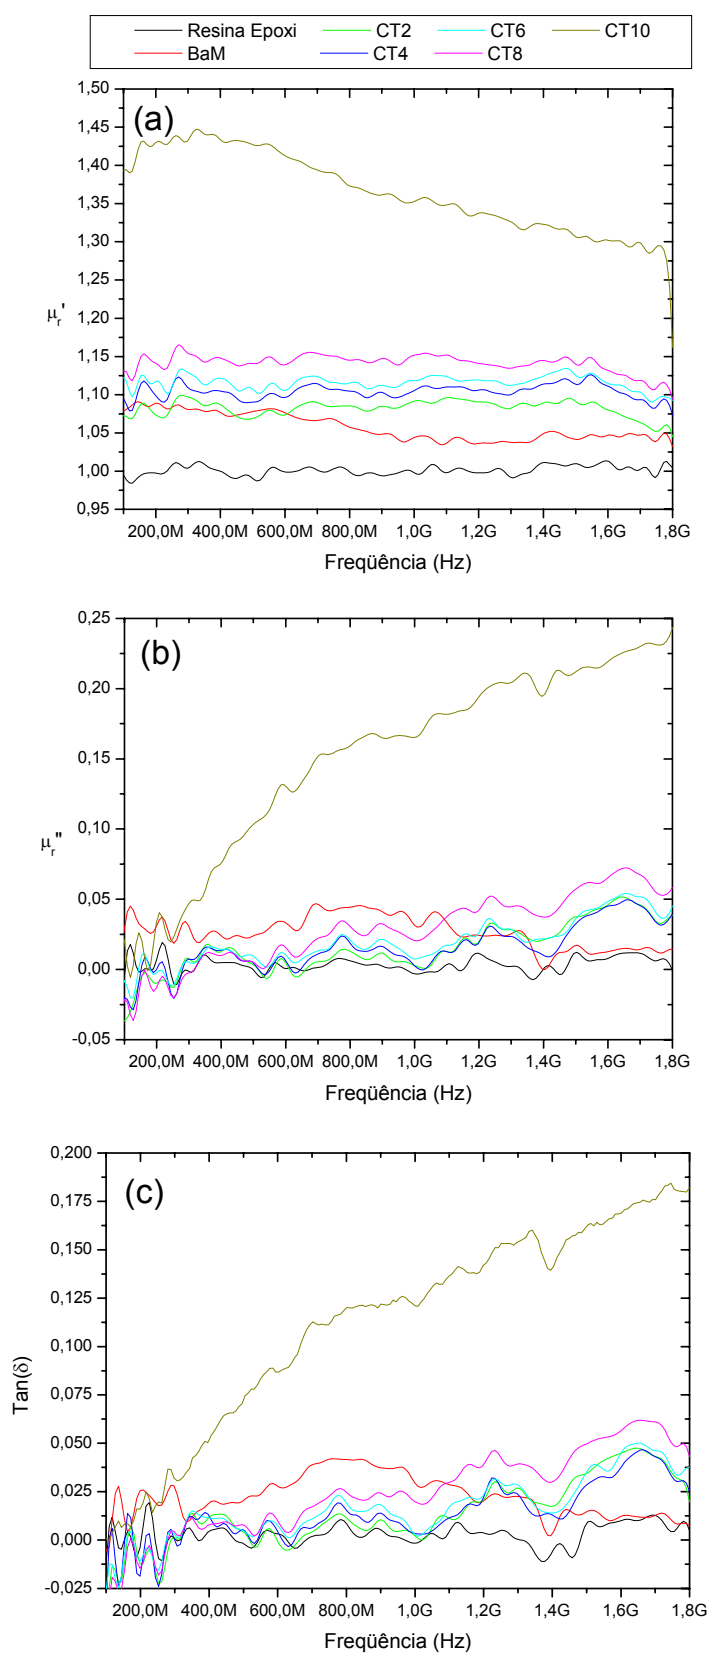 Resina Epoxi CT2 CT6 CT10
BaM CT4 CT8
(a)
1,50
1,45
1,40
1,35
1,30
1,25
1,20
1,15
1,10
1,05
1,00
0,95
μr'
200,0M 400,0M 600,0M 800,0M 1,0G 1,2G 1,4G 1,6G 1,8G
Freqüência (Hz)
(b)
0,25
0,20
0,15
0,10
0,05
0,00
-0,05
μr"
200,0M 400,0M 600,0M 800,0M 1,0G 1,2G 1,4G 1,6G 1,8G
Freqüência (Hz)
(c)
0,200
0,175
0,150
0,125
0,100
0,075
0,050
0,025
0,000
-0,025
Tan(δ)
200,0M 400,0M 600,0M 800,0M 1,0G 1,2G 1,4G 1,6G 1,8G
Freqüência (Hz)